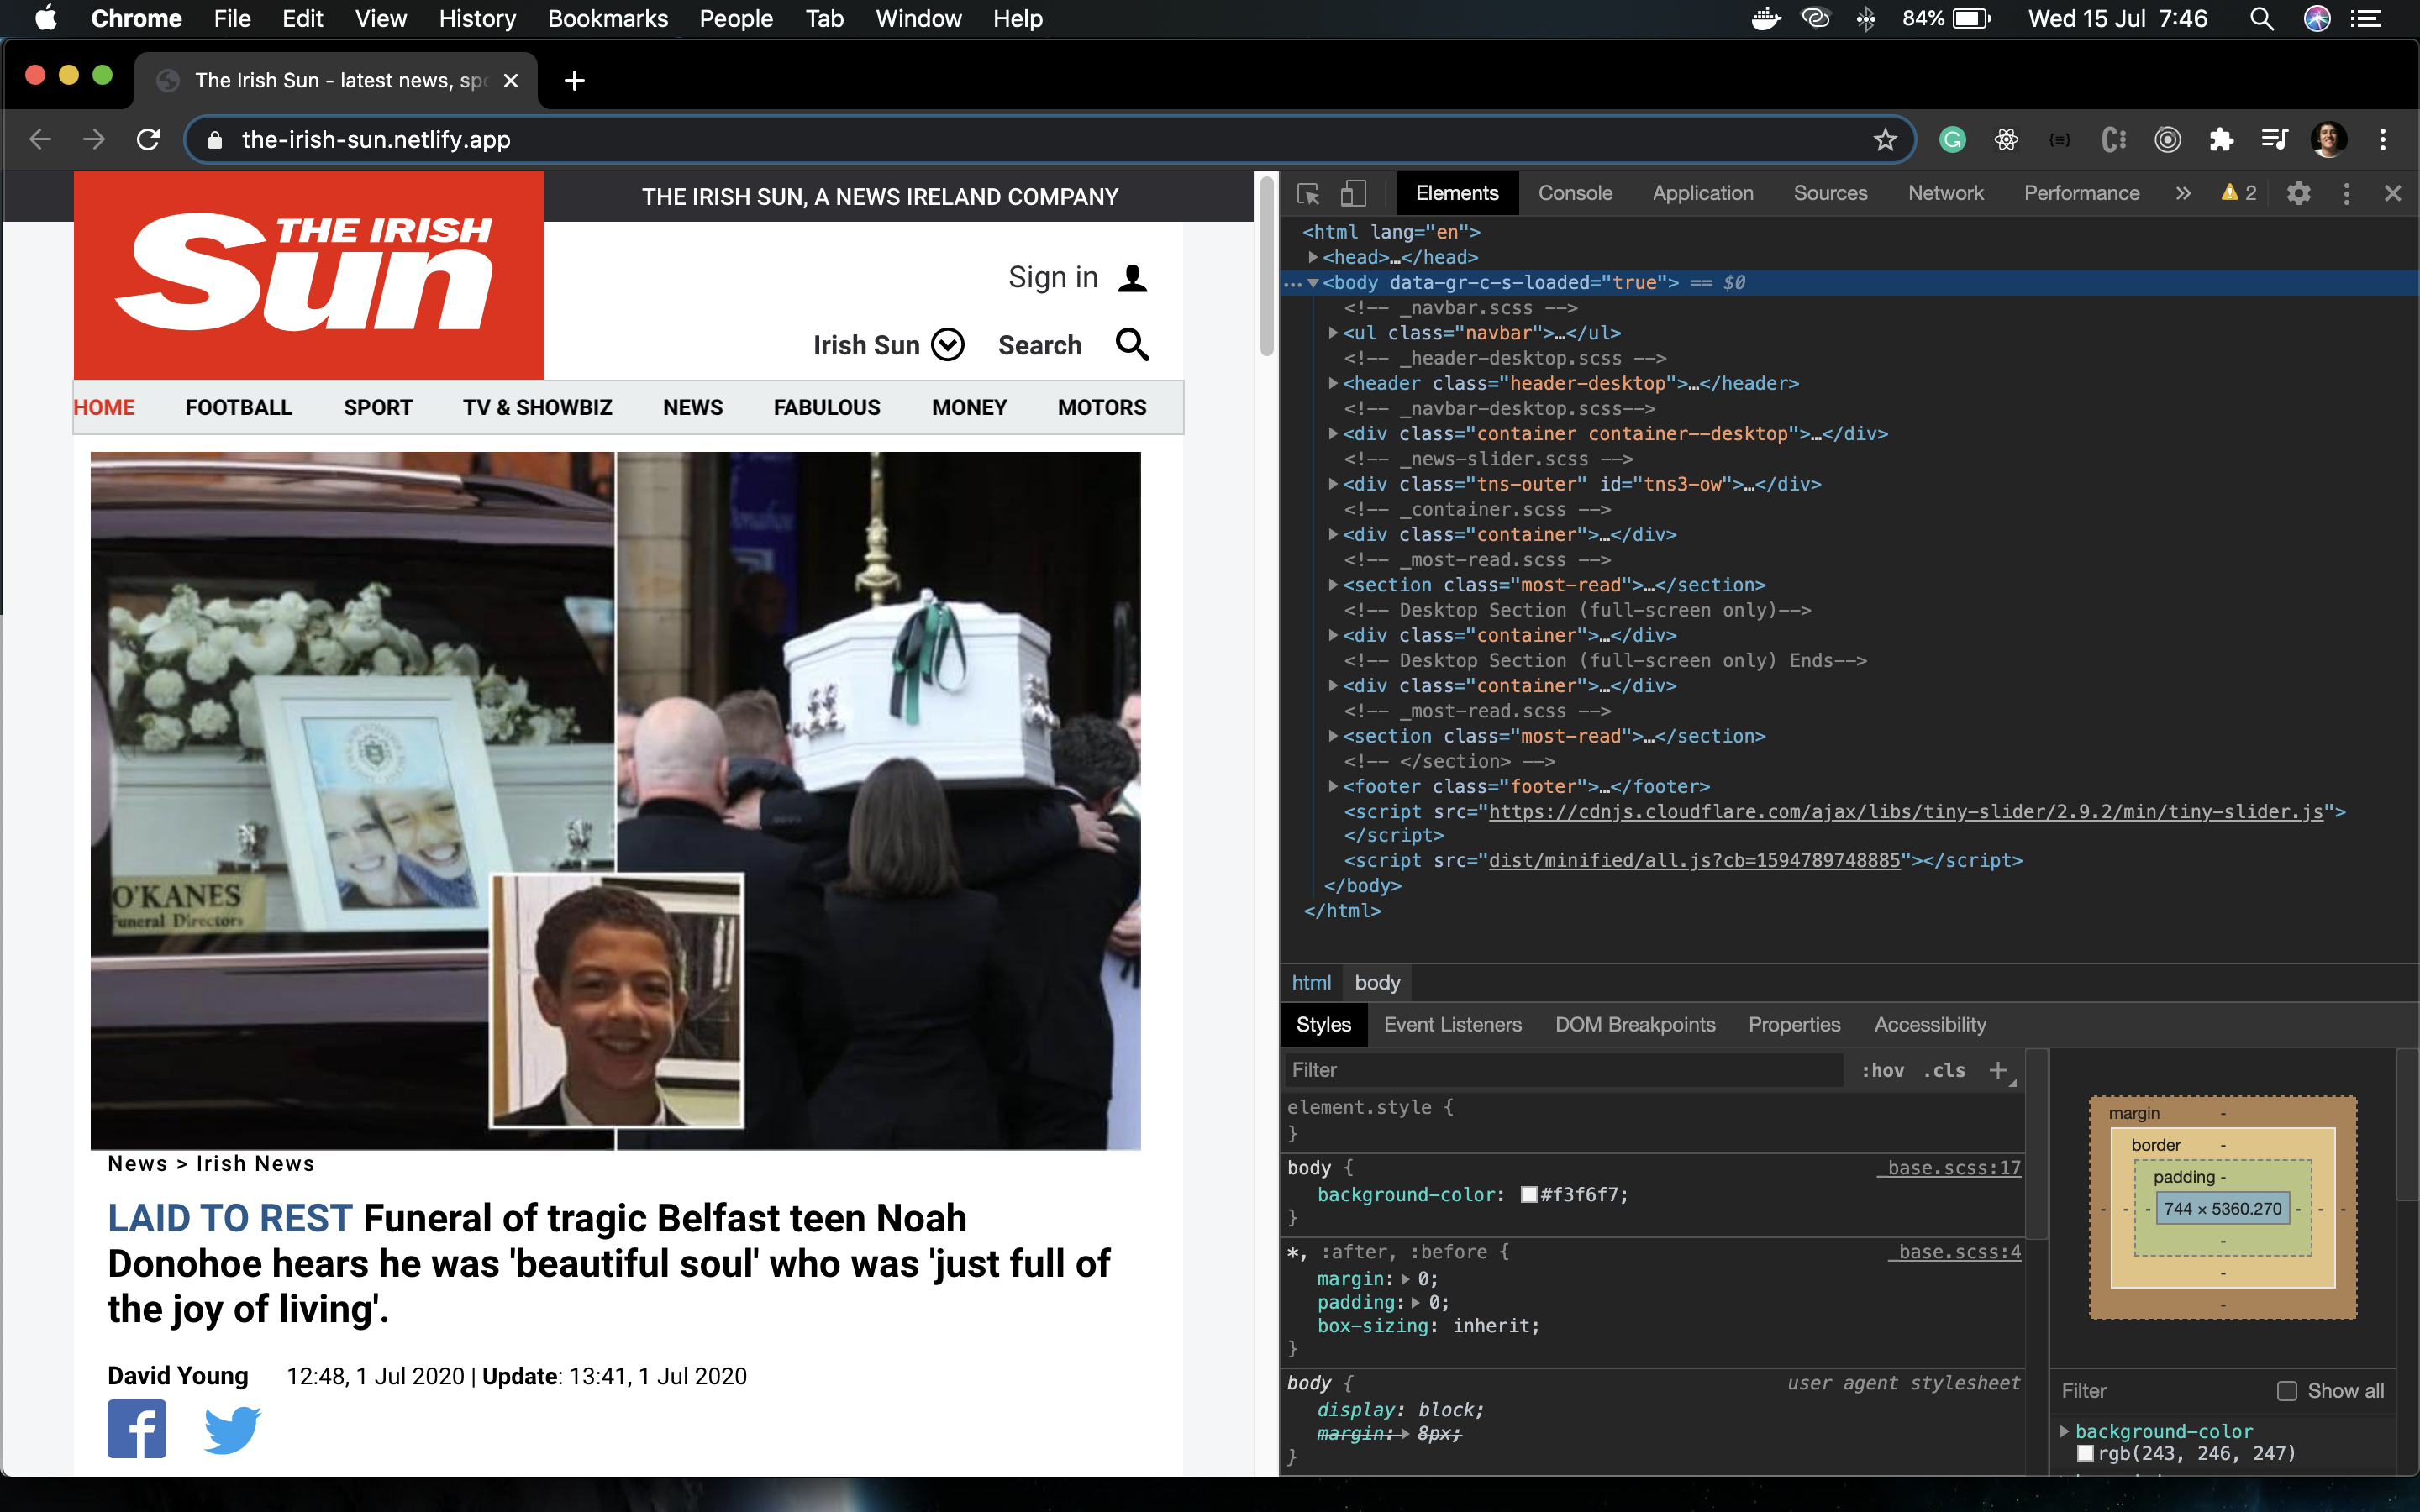 Chrome File Edit View History Bookmarks People Tab Window Help 84% Wed 15 Jul 7:46
The Irish Sun - latest news, spo
the-irish-sun.netlify.app
THE IRISH SUN, A NEWS IRELAND COMPANY
THE IRISH
Sun
Sign in
Irish Sun Search
HOME FOOTBALL SPORT TV & SHOWBIZ NEWS FABULOUS MONEY MOTORS
O'KANES
Funeral Directors
News > Irish News
LAID TO REST Funeral of tragic Belfast teen Noah
Donohoe hears he was 'beautiful soul' who was 'just full of
the joy of living'.
David Young 12:48, 1 Jul 2020 | Update: 13:41, 1 Jul 2020
Elements Console Application Sources Network Performance » 2
<html lang="en">
<head>…</head>
… <body data-gr-c-s-loaded="true"> == $0
<!-- _navbar.scss -->
<ul class="navbar">…</ul>
<!-- _header-desktop.scss -->
<header class="header-desktop">…</header>
<!-- _navbar-desktop.scss-->
<div class="container container--desktop">…</div>
<!-- _news-slider.scss -->
<div class="tns-outer" id="tns3-ow">…</div>
<!-- _container.scss -->
<div class="container">…</div>
<!-- _most-read.scss -->
<section class="most-read">…</section>
<!-- Desktop Section (full-screen only)-->
<div class="container">…</div>
<!-- Desktop Section (full-screen only) Ends-->
<div class="container">…</div>
<!-- _most-read.scss -->
<section class="most-read">…</section>
<!-- </section> -->
<footer class="footer">…</footer>
<script src="https://cdnjs.cloudflare.com/ajax/libs/tiny-slider/2.9.2/min/tiny-slider.js">
</script>
<script src="dist/minified/all.js?cb=1594789748885"></script>
</body>
</html>
html body
Styles Event Listeners DOM Breakpoints Properties Accessibility
Filter :hov .cls +
element.style {
}
body { _base.scss:17
background-color: #f3f6f7;
}
*, :after, :before { _base.scss:4
margin: 0;
padding: 0;
box-sizing: inherit;
}
body { user agent stylesheet
display: block;
margin: 8px;
}
margin -
border -
padding -
- - - 744 × 5360.270 - - -
-
-
-
Filter Show all
background-color
rgb(243, 246, 247)